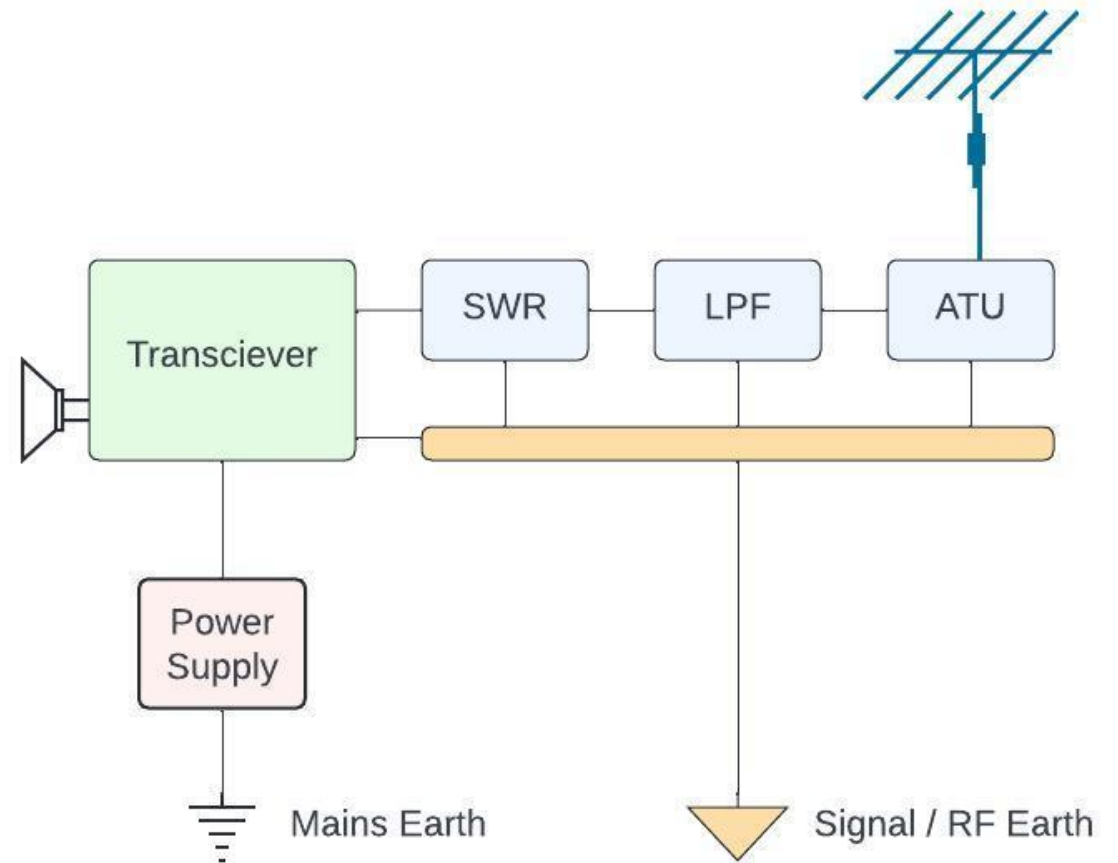 SWR
LPF
ATU
Transciever
Power
Supply
Mains Earth
Signal / RF Earth